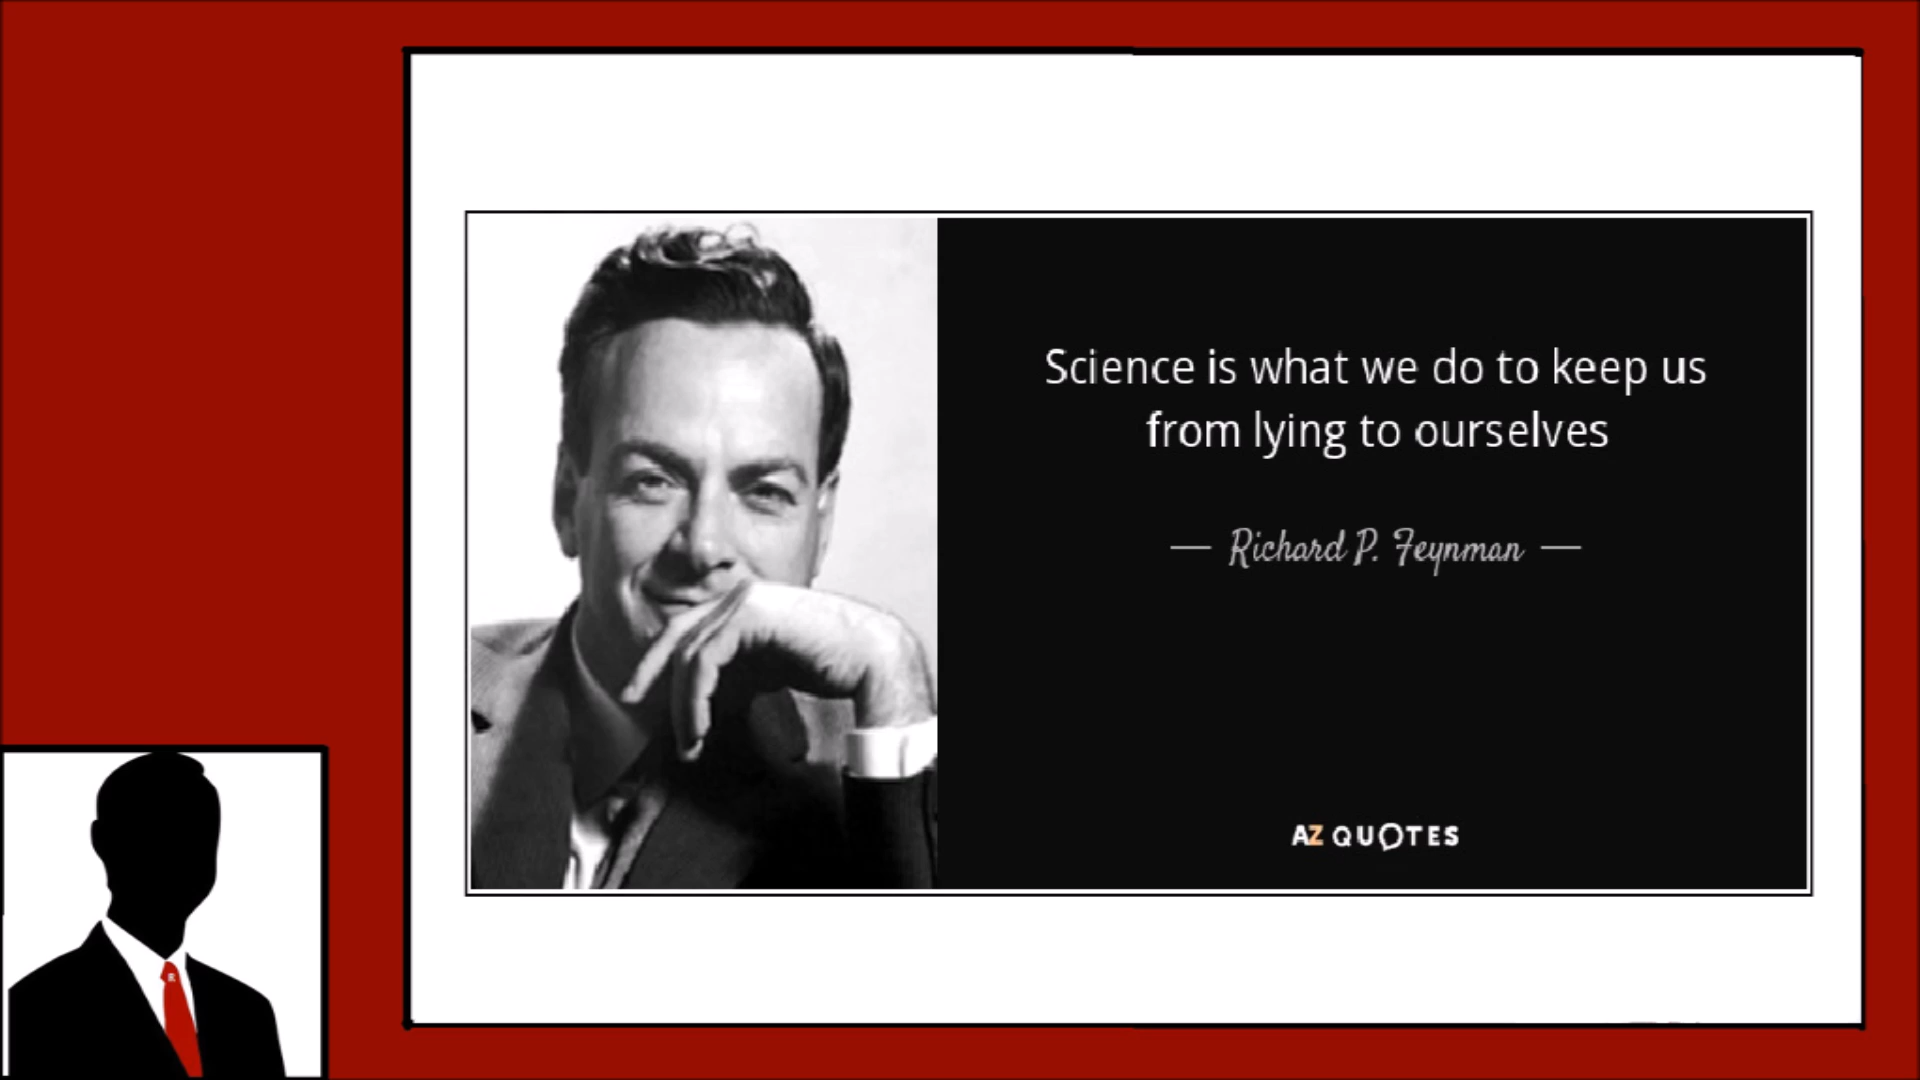 Science is what we do to keep us
from lying to ourselves
— Richard P. Feynman —
AZ QUOTES
R